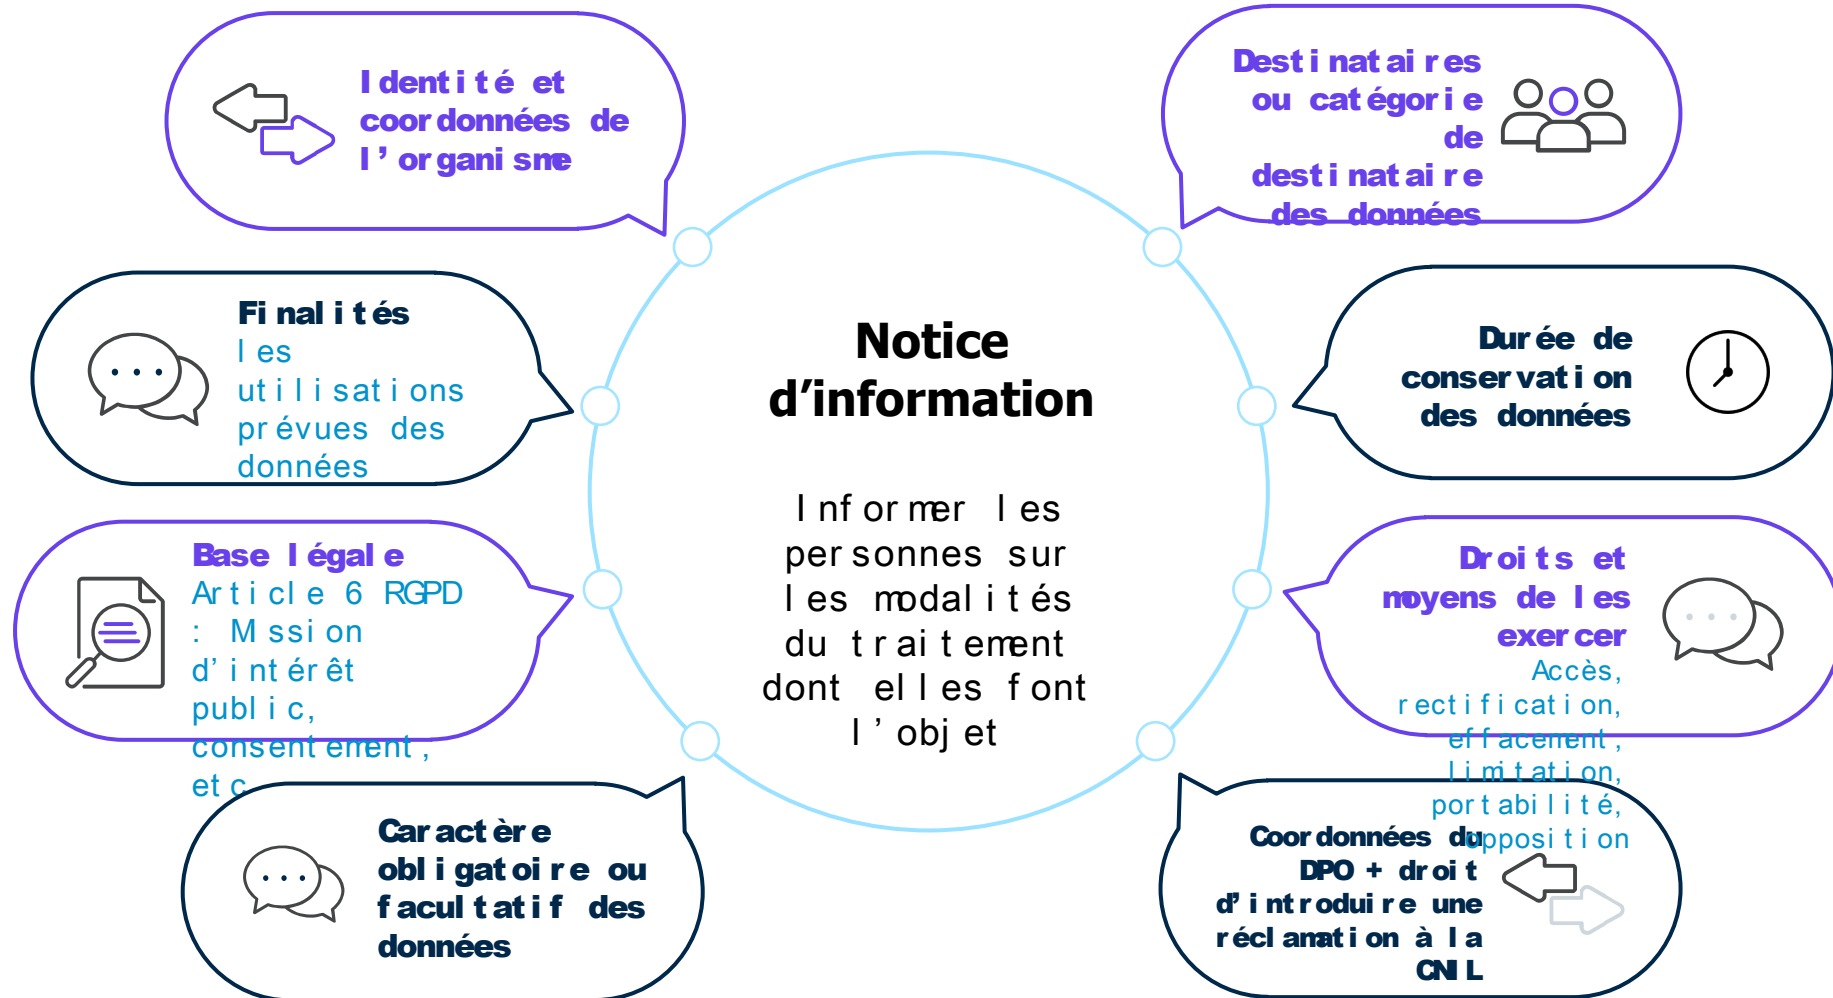 Identité et
coordonnées de
l’organisme
Finalités
les
utilisations
prévues des
données
Base légale
Article 6 RGPD
: Mission
d’intérêt
public,
consentement,
etc
Caractère
obligatoire ou
facultatif des
données
Notice
d’information
Informer les
personnes sur
les modalités
du traitement
dont elles font
l’objet
Destinataires
ou catégorie
de
destinataire
des données
Durée de
conservation
des données
Droits et
moyens de les
exercer
Accès,
rectification,
effacement,
limitation,
portabilité,
opposition
Coordonnées du
DPO + droit
d’introduire une
réclamation à la
CNIL